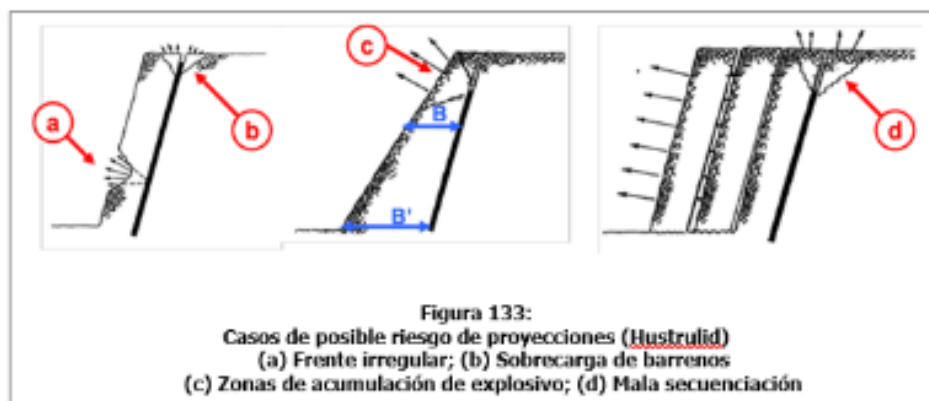 a
b
c
B
B'
d
Figura 133:
Casos de posible riesgo de proyecciones (Hustrulid)
(a) Frente irregular; (b) Sobrecarga de barrenos
(c) Zonas de acumulación de explosivo; (d) Mala secuenciación